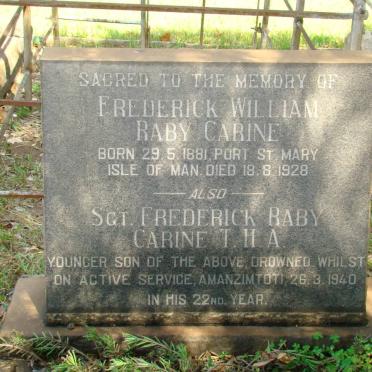 SACRED TO THE MEMORY OF
FREDERICK WILLIAM
RABY CARINE
BORN 29.5.1881, PORT ST. MARY
ISLE OF MAN. DIED 18.8.1928
— ALSO —
SGT. FREDERICK RABY
CARINE T.H.A.
YOUNGER SON OF THE ABOVE, DROWNED WHILST
ON ACTIVE SERVICE, AMANZIMTOTI, 26.3.1940
IN HIS 22ND. YEAR.